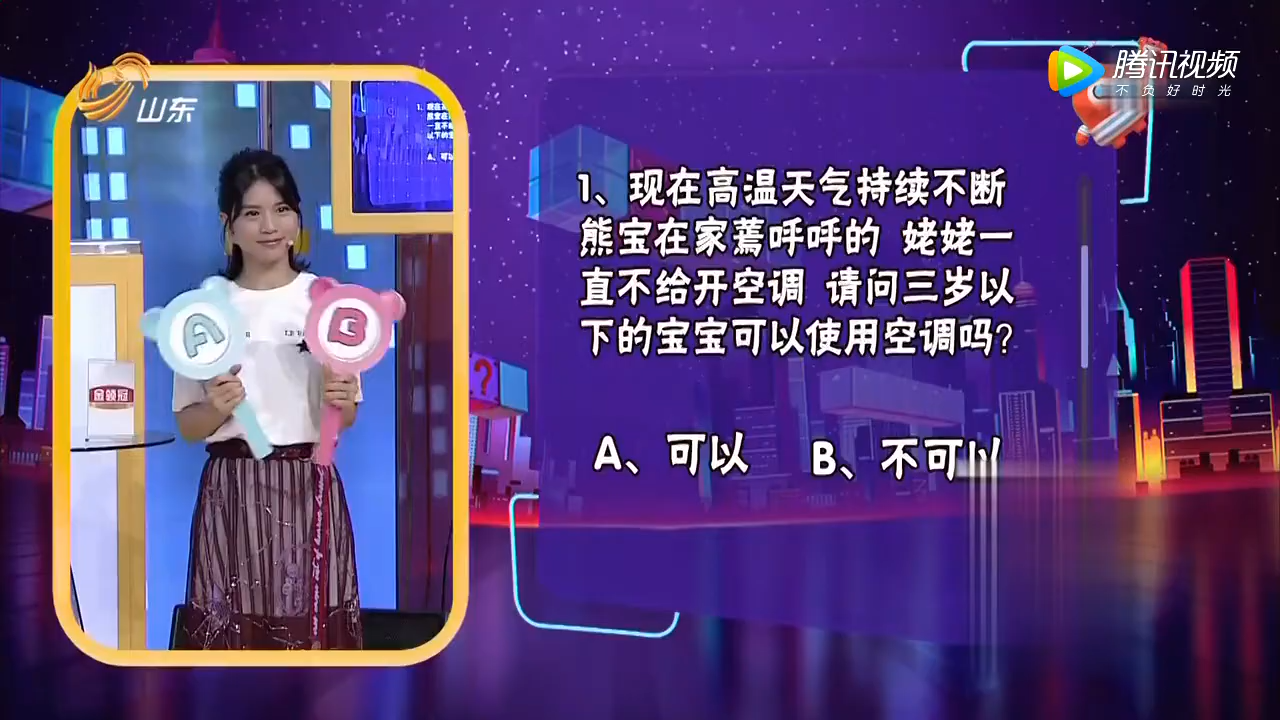 山东
腾讯视频
不负好时光
1、现在高温天气持续不断
熊宝在家蔫呼呼的 姥姥一
直不给开空调 请问三岁以
下的宝宝可以使用空调吗?
A、可以 B、不可以
A
B
金领冠
?